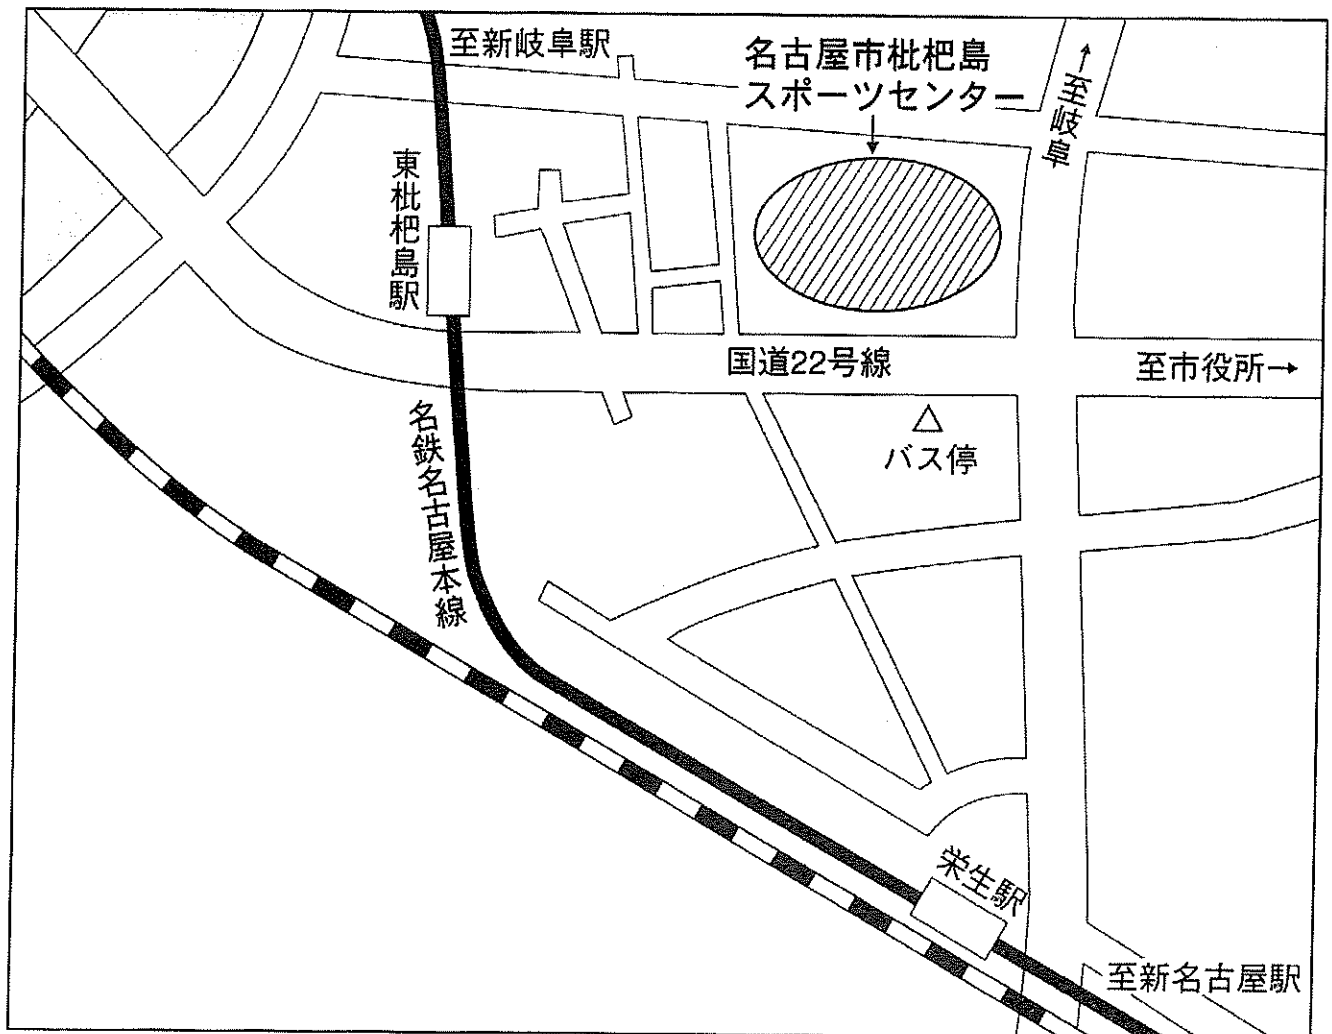 至新岐阜駅
名古屋市枇杷島
スポーツセンター
↑至岐阜
東枇杷島駅
国道22号線
至市役所→
バス停
名鉄名古屋本線
栄生駅
至新名古屋駅